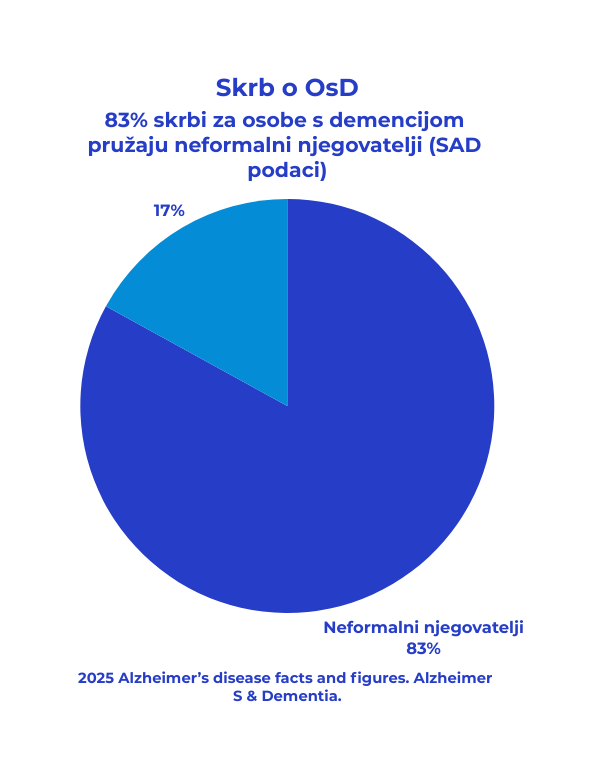 Skrb o OsD
83% skrbi za osobe s demencijom
pružaju neformalni njegovatelji (SAD
podaci)
17%
Neformalni njegovatelji
83%
2025 Alzheimer’s disease facts and figures. Alzheimer
S & Dementia.